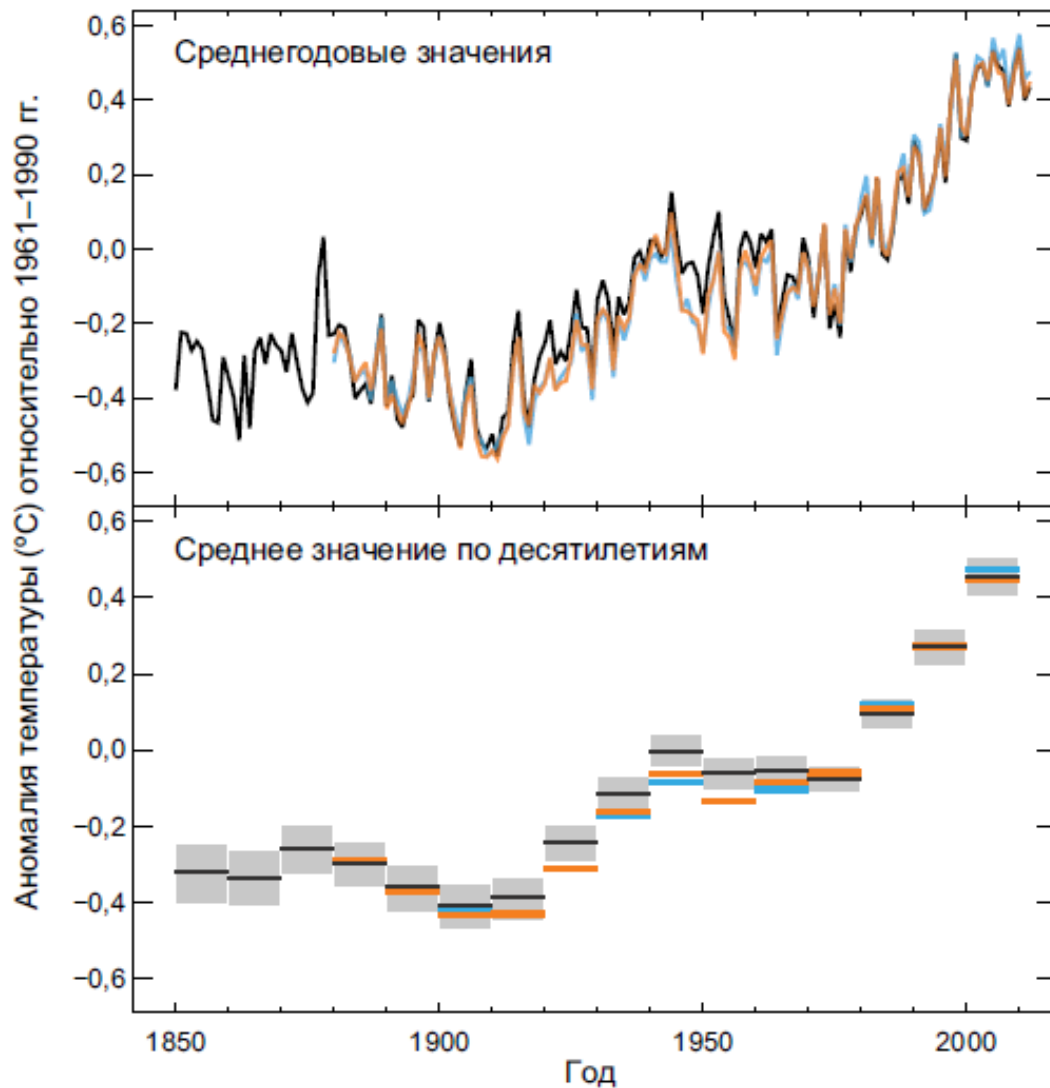 Аномалия температуры (°C) относительно 1961–1990 гг.
Среднегодовые значения
0,6
0,4
0,2
0,0
−0,2
−0,4
−0,6
Среднее значение по десятилетиям
0,6
0,4
0,2
0,0
−0,2
−0,4
−0,6
1850 1900 1950 2000
Год